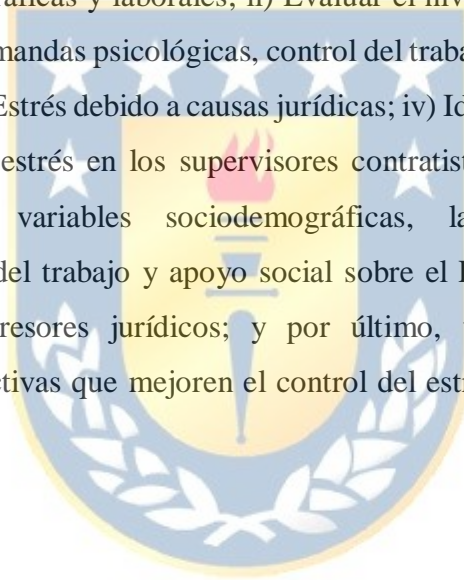 ráficas y laborales; ii) Evaluar el niv
mandas psicológicas, control del traba
Estrés debido a causas jurídicas; iv) Id
estrés en los supervisores contratist
variables sociodemográficas, la
del trabajo y apoyo social sobre el
resores jurídicos; y por último,
ctivas que mejoren el control del estr